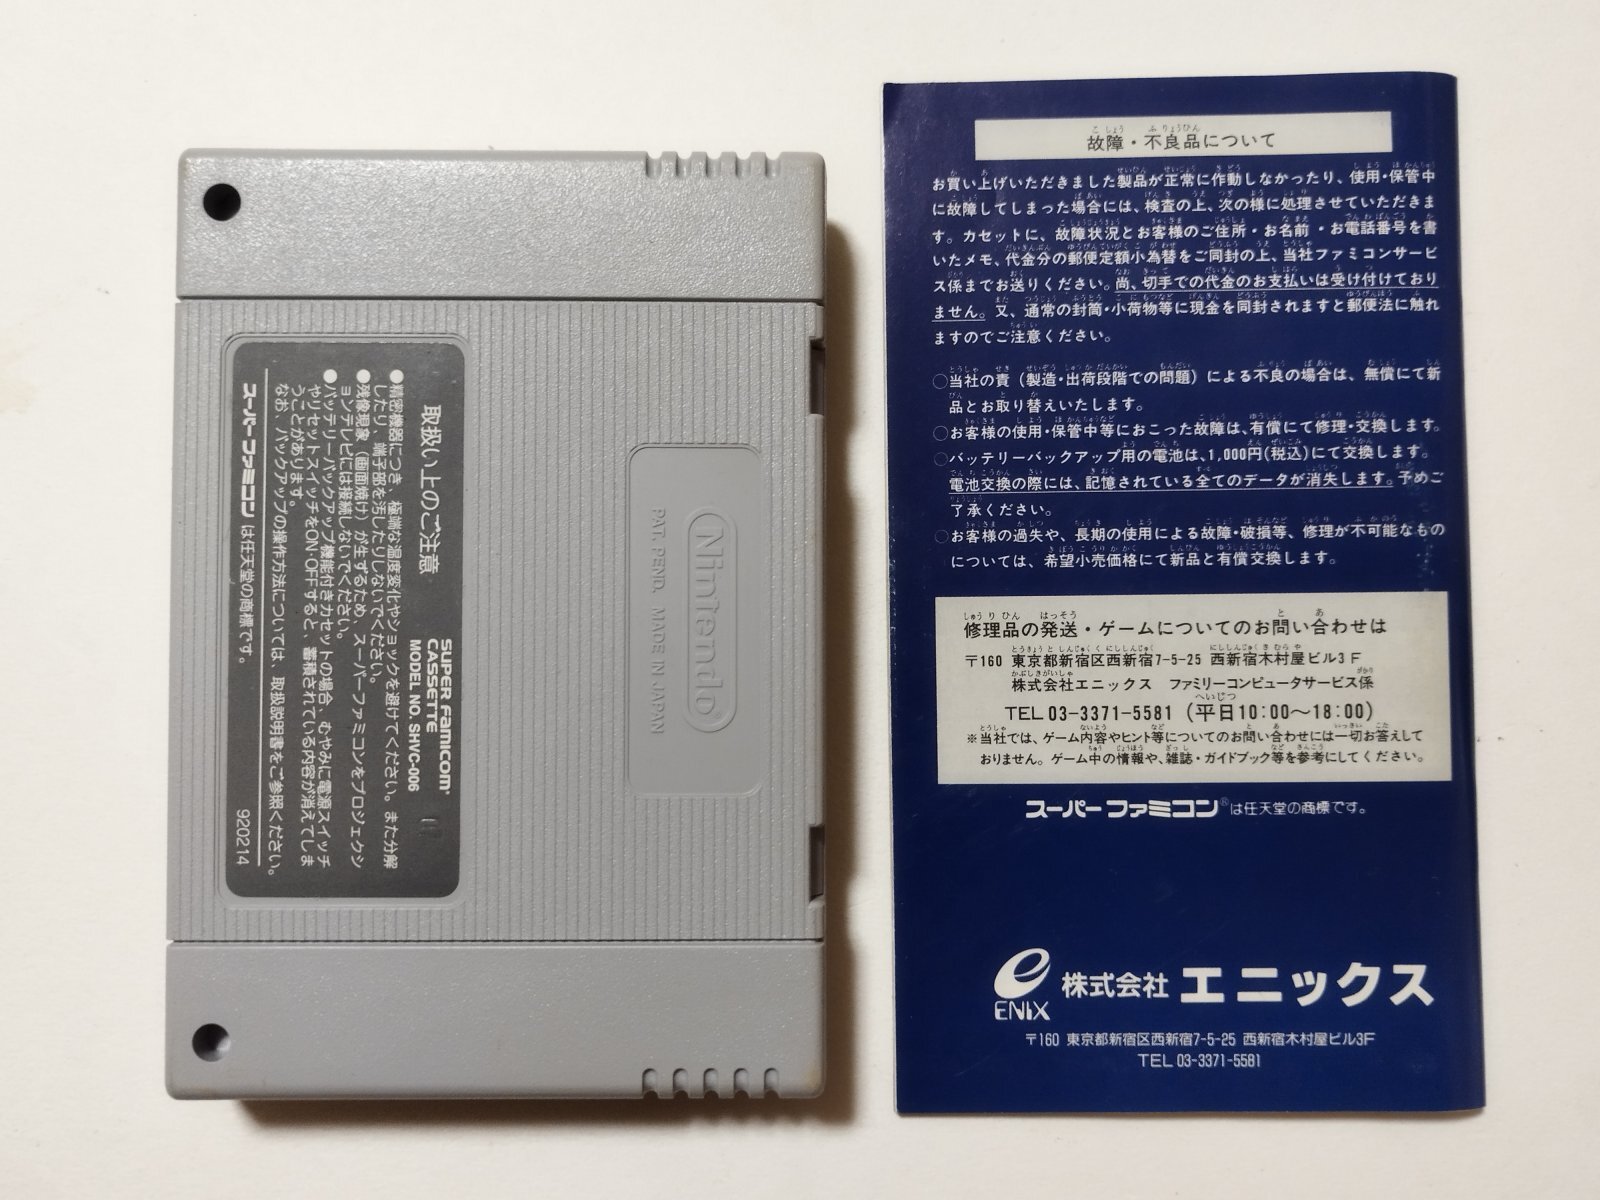 取扱い上のご注意
SUPER FAMICOM®
CASSETTE
MODEL NO. SHVC-006
●精密機器につき、極端な温度変化やショックを避けてください。また分解
したり、端子部を汚したりしないでください。
●残像現象（画面焼け）が生ずるため、スーパーファミコンをプロジェクシ
ョンテレビには接続しないでください。
●バッテリーバックアップ機能付きカセットの場合、むやみに電源スイッチ
やリセットスイッチをON・OFFすると、蓄積されている内容が消えてしま
うことがあります。
なお、バックアップの操作方法については、取扱説明書をご参照ください。
スーパーファミコンは任天堂の商標です。
920214
Nintendo®
PAT. PEND. MADE IN JAPAN
こしょう ふりょうひん
故障・不良品について
お買い上げいただきました製品が正常に作動しなかったり、使用・保管中
に故障してしまった場合には、検査の上、次の様に処理させていただきま
す。カセットに、故障状況とお客様のご住所・お名前・お電話番号を書
いたメモ、代金分の郵便定額小為替をご同封の上、当社ファミコンサービ
ス係までお送りください。尚、切手での代金のお支払いは受け付けており
ません。又、通常の封筒・小荷物等に現金を同封されますと郵便法に触れ
ますのでご注意ください。
○当社の責（製造・出荷段階での問題）による不良の場合は、無償にて新
品とお取り替えいたします。
○お客様の使用・保管中等におこった故障は、有償にて修理・交換します。
○バッテリーバックアップ用の電池は、1,000円(税込)にて交換します。
電池交換の際には、記憶されている全てのデータが消失します。予めご
了承ください。
○お客様の過失や、長期の使用による故障・破損等、修理が不可能なもの
については、希望小売価格にて新品と有償交換します。
しゅうりひん はっそう と あ
修理品の発送・ゲームについてのお問い合わせは
〒160 東京都新宿区西新宿7-5-25 西新宿木村屋ビル3F
株式会社エニックス ファミリーコンピュータサービス係
へいじつ
TEL 03-3371-5581 (平日10:00〜18:00)
※当社では、ゲーム内容やヒント等についてのお問い合わせには一切お答えして
おりません。ゲーム中の情報や、雑誌・ガイドブック等を参考にしてください。
スーパーファミコン®は任天堂の商標です。
e
ENIX
株式会社 エニックス
〒160 東京都新宿区西新宿7-5-25 西新宿木村屋ビル3F
TEL 03-3371-5581